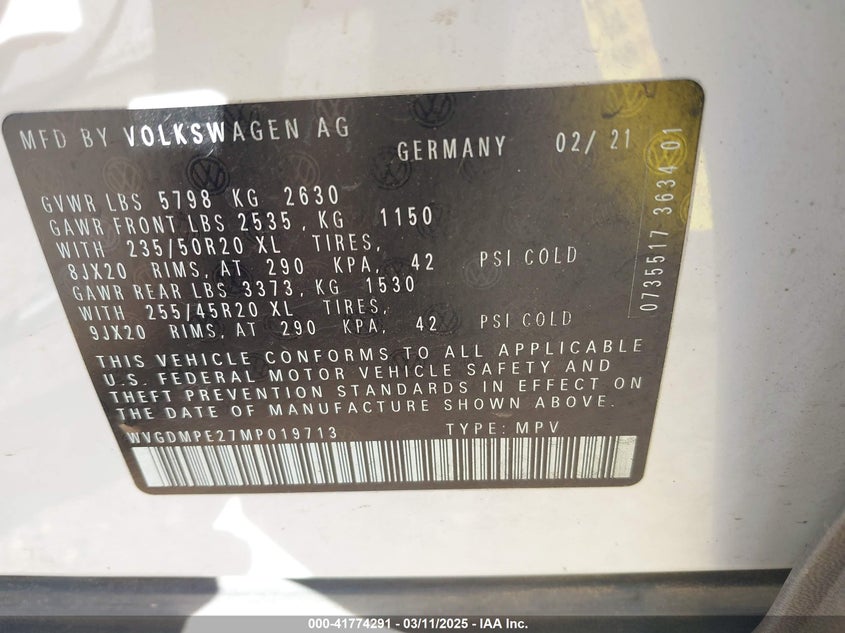 MFD BY VOLKSWAGEN AG
GERMANY 02/ 21
GVWR LBS 5798 KG 2630
GAWR FRONT LBS 2535, KG 1150
WITH 235/50R20 XL TIRES,
8JX20 RIMS, AT 290 KPA, 42 PSI COLD
GAWR REAR LBS 3373, KG 1530
WITH 255/45R20 XL TIRES,
9JX20 RIMS, AT 290 KPA, 42 PSI COLD
THIS VEHICLE CONFORMS TO ALL APPLICABLE
U.S. FEDERAL MOTOR VEHICLE SAFETY AND
THEFT PREVENTION STANDARDS IN EFFECT ON
THE DATE OF MANUFACTURE SHOWN ABOVE.
WVGDMPE27MP019713 TYPE: MPV
0735517 3634 01
000-41774291 - 03/11/2025 - IAA Inc.